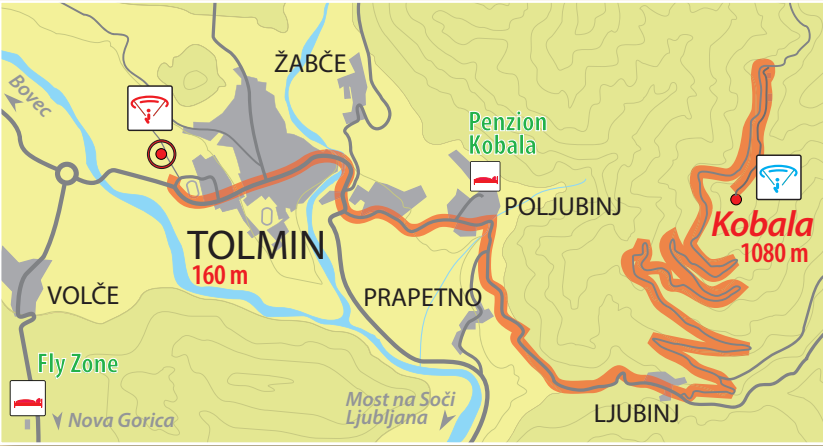 ŽABČE
Bovec
Penzion
Kobala
POLJUBINJ
Kobala
1080 m
TOLMIN
160 m
VOLČE
PRAPETNO
Fly Zone
Nova Gorica
Most na Soči
Ljubljana
LJUBINJ